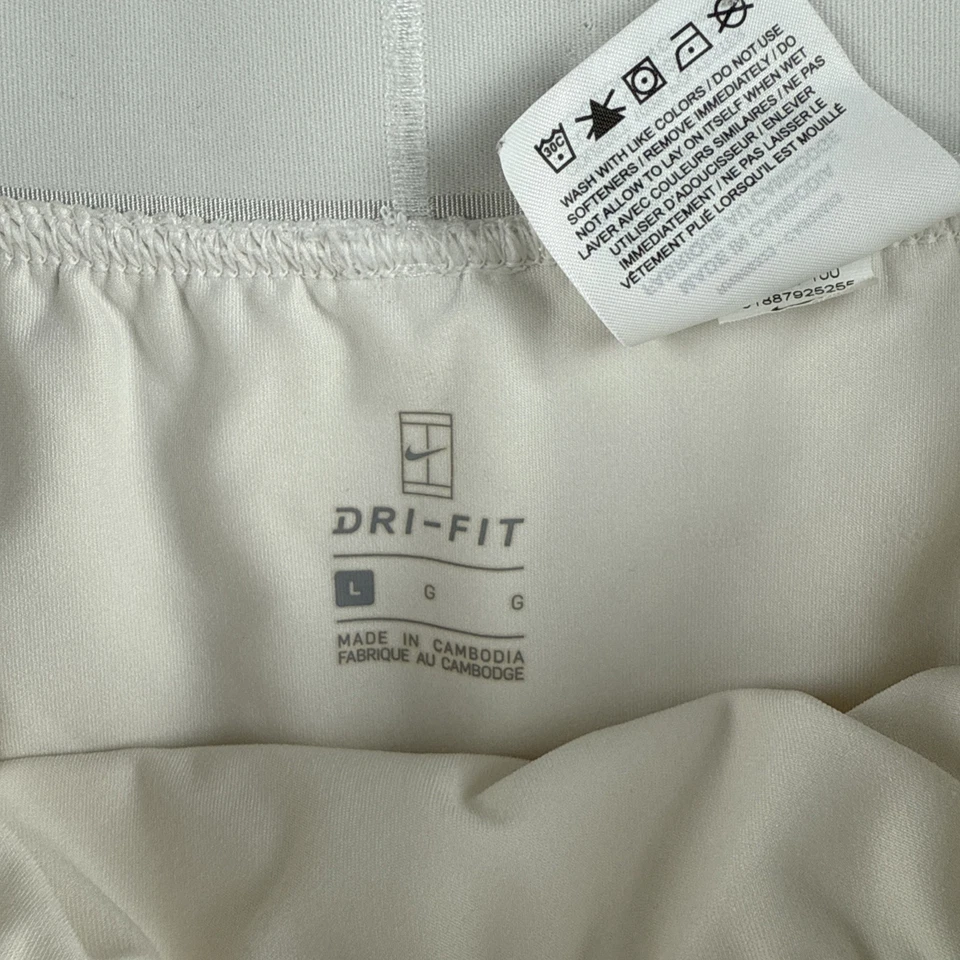 30C
WASH WITH LIKE COLORS / DO NOT USE
SOFTENERS / REMOVE IMMEDIATELY / DO
NOT ALLOW TO LAY ON ITSELF WHEN WET
LAVER AVEC COULEURS SIMILAIRES / NE PAS
UTILISER D'ADOUCISSEUR / ENLEVER
IMMEDIATEMENT / NE PAS LAISSER LE
VÊTEMENT PLIÉ LORSQU'IL EST MOUILLÉ
DRI-FIT
L G G
MADE IN CAMBODIA
FABRIQUE AU CAMBODGE